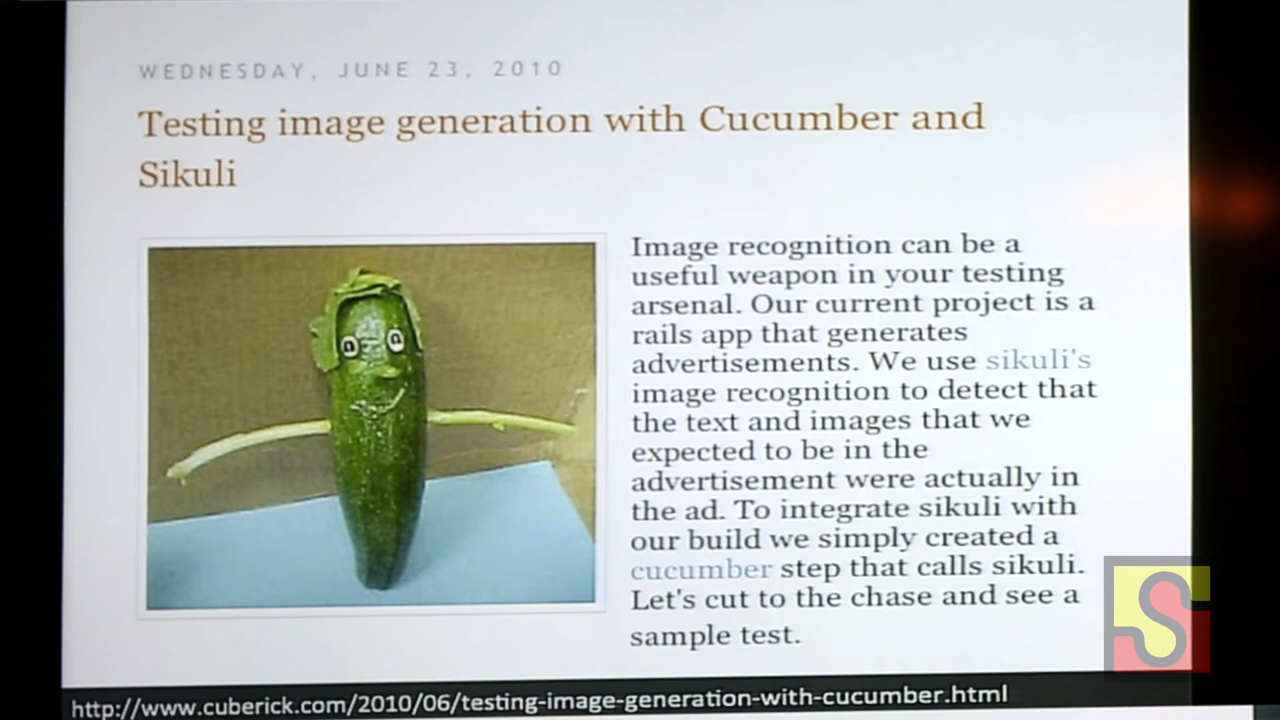 WEDNESDAY, JUNE 23, 2010
Testing image generation with Cucumber and
Sikuli
Image recognition can be a
useful weapon in your testing
arsenal. Our current project is a
rails app that generates
advertisements. We use sikuli's
image recognition to detect that
the text and images that we
expected to be in the
advertisement were actually in
the ad. To integrate sikuli with
our build we simply created a
cucumber step that calls sikuli.
Let's cut to the chase and see a
sample test.
http://www.cuberick.com/2010/06/testing-image-generation-with-cucumber.html